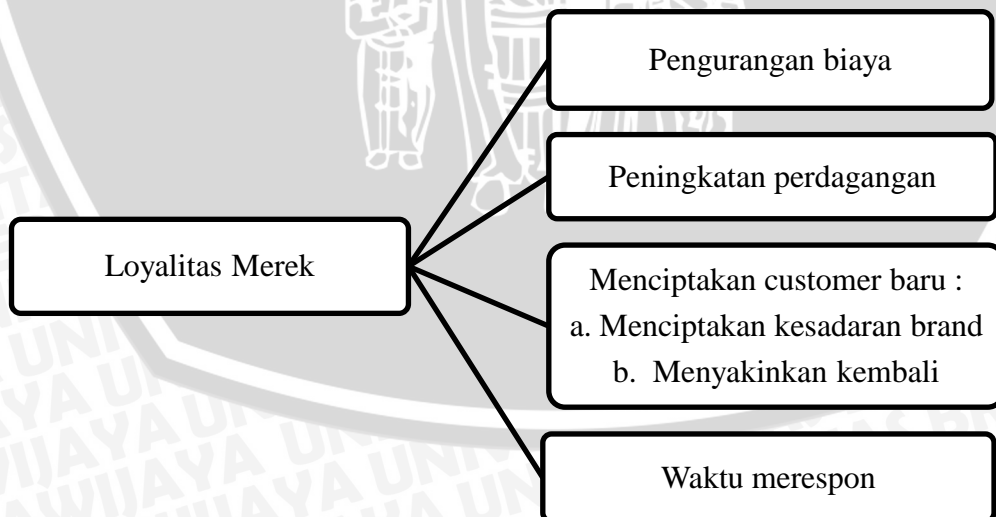 Pengurangan biaya
Peningkatan perdagangan
Loyalitas Merek
Menciptakan customer baru :
a. Menciptakan kesadaran brand
b. Menyakinkan kembali
Waktu merespon